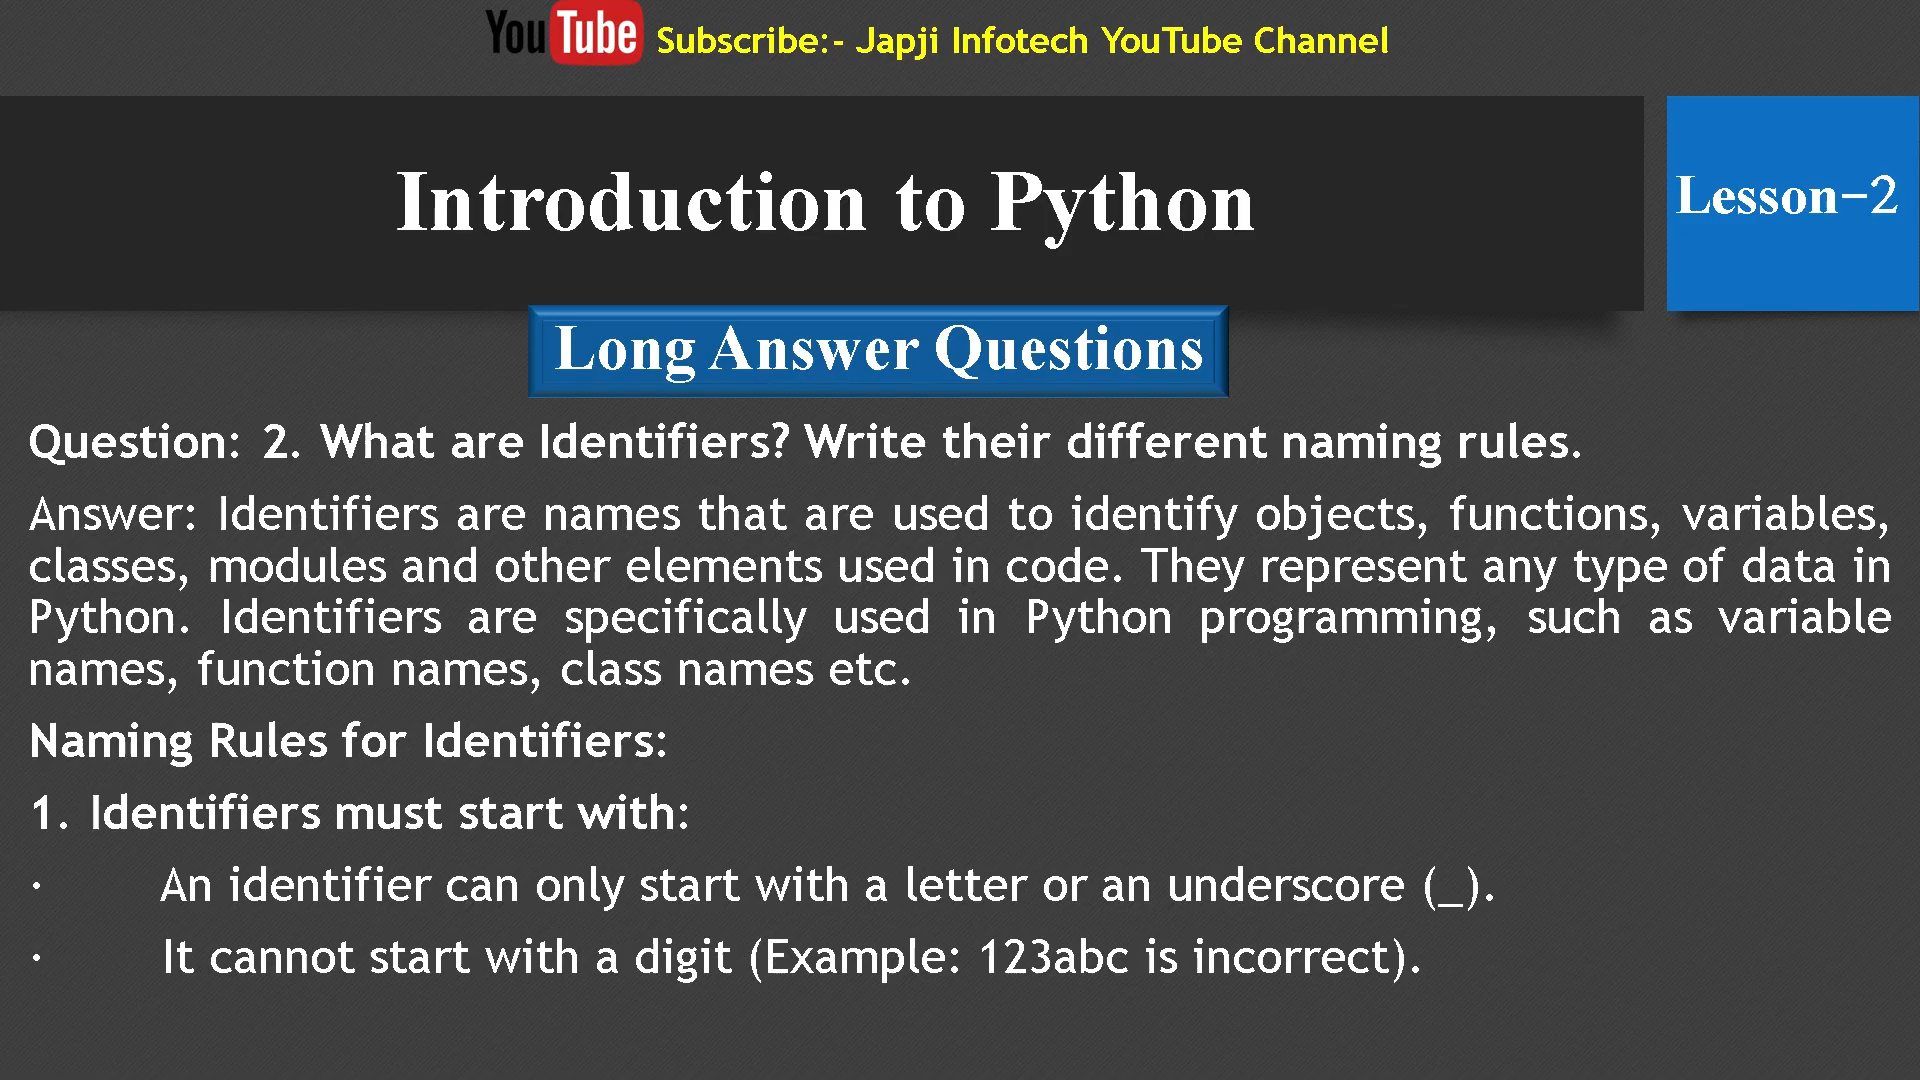 YouTube Subscribe:- Japji Infotech YouTube Channel
Introduction to Python
Lesson-2
Long Answer Questions
Question: 2. What are Identifiers? Write their different naming rules.
Answer: Identifiers are names that are used to identify objects, functions, variables,
classes, modules and other elements used in code. They represent any type of data in
Python. Identifiers are specifically used in Python programming, such as variable
names, function names, class names etc.
Naming Rules for Identifiers:
1. Identifiers must start with:
· An identifier can only start with a letter or an underscore (_).
· It cannot start with a digit (Example: 123abc is incorrect).